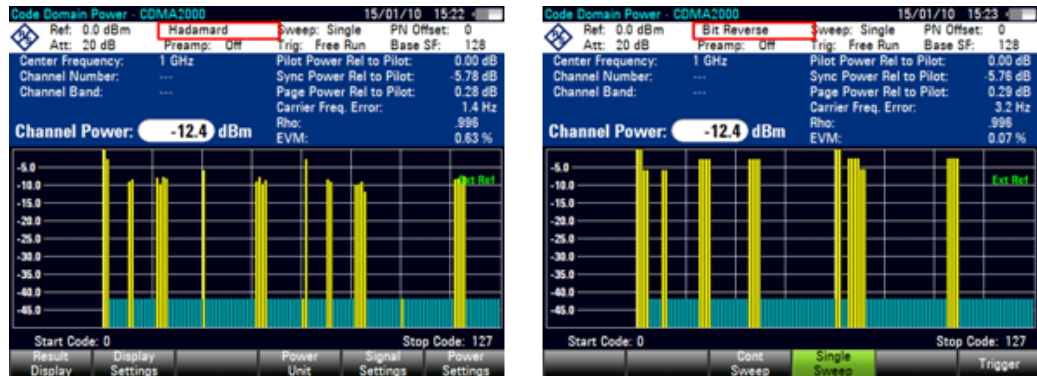 Code Domain Power - CDMA2000 15/01/10 15:22
Ref: 0.0 dBm Hadamard Sweep: Single PN Offset: 0
Att: 20 dB Preamp: Off Trig: Free Run Base SF: 128
Center Frequency: 1 GHz Pilot Power Rel to Pilot: 0.00 dB
Channel Number: --- Sync Power Rel to Pilot: -5.78 dB
Channel Band: --- Page Power Rel to Pilot: 0.28 dB
Carrier Freq. Error: 1.4 Hz
Rho: .996
Channel Power: -12.4 dBm EVM: 0.63 %
-5.0
Ext Ref
-10.0
-15.0
-20.0
-25.0
-30.0
-35.0
-40.0
-45.0
Start Code: 0 Stop Code: 127
Result Display
Display Settings
Power Unit
Signal Settings
Power Settings
Code Domain Power - CDMA2000 15/01/10 15:23
Ref: 0.0 dBm Bit Reverse Sweep: Single PN Offset: 0
Att: 20 dB Preamp: Off Trig: Free Run Base SF: 128
Center Frequency: 1 GHz Pilot Power Rel to Pilot: 0.00 dB
Channel Number: --- Sync Power Rel to Pilot: -5.76 dB
Channel Band: --- Page Power Rel to Pilot: 0.29 dB
Carrier Freq. Error: 3.2 Hz
Rho: .996
Channel Power: -12.4 dBm EVM: 0.07 %
-5.0
Ext Ref
-10.0
-15.0
-20.0
-25.0
-30.0
-35.0
-40.0
-45.0
Start Code: 0 Stop Code: 127
Cont Sweep
Single Sweep
Trigger